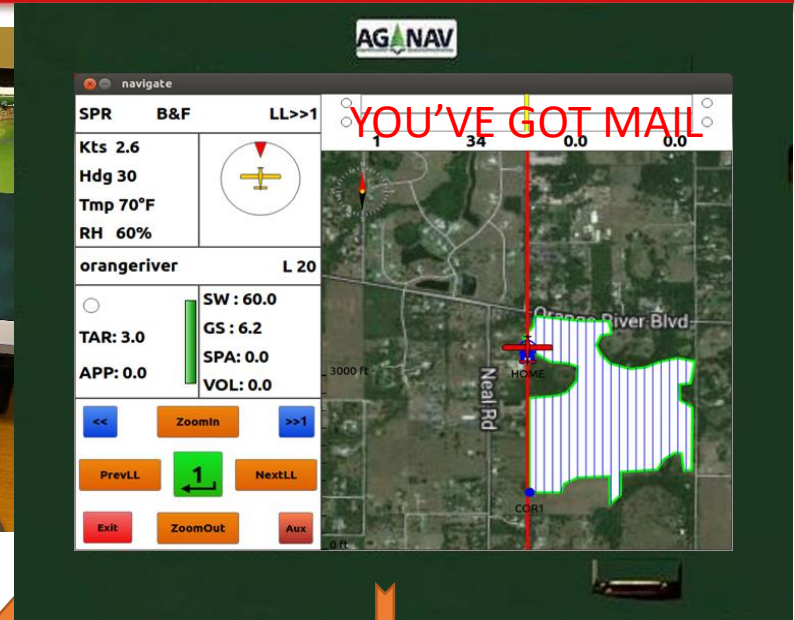 AG NAV
navigate
SPR B&F LL>>1
YOU'VE GOT MAIL
1 34 0.0 0.0
Kts 2.6
Hdg 30
Tmp 70°F
RH 60%
orangeriver L 20
TAR: 3.0
APP: 0.0
SW : 60.0
GS : 6.2
SPA: 0.0
VOL: 0.0
<< ZoomIn >>1
PrevLL 1 NextLL
Exit ZoomOut Aux
Orange River Blvd
HOME
3000 ft
Neal Rd
COR1
0 ft